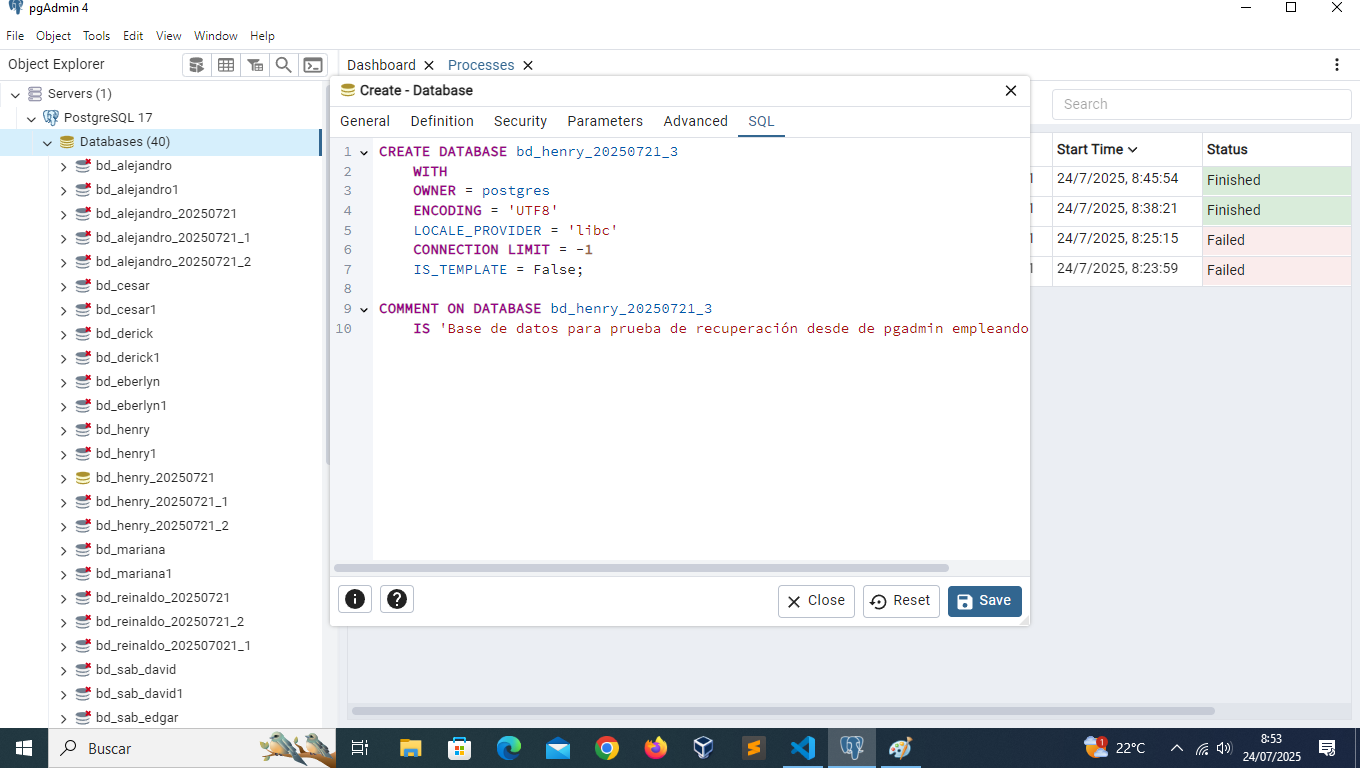 pgAdmin 4
File Object Tools Edit View Window Help
Object Explorer
Dashboard
Processes
Servers (1)
PostgreSQL 17
Databases (40)
bd_alejandro
bd_alejandro1
bd_alejandro_20250721
bd_alejandro_20250721_1
bd_alejandro_20250721_2
bd_cesar
bd_cesar1
bd_derick
bd_derick1
bd_eberlyn
bd_eberlyn1
bd_henry
bd_henry1
bd_henry_20250721
bd_henry_20250721_1
bd_henry_20250721_2
bd_mariana
bd_mariana1
bd_reinaldo_20250721
bd_reinaldo_20250721_2
bd_reinaldo_202507021_1
bd_sab_david
bd_sab_david1
bd_sab_edgar
Create - Database
General Definition Security Parameters Advanced SQL
1 CREATE DATABASE bd_henry_20250721_3
2 WITH
3 OWNER = postgres
4 ENCODING = 'UTF8'
5 LOCALE_PROVIDER = 'libc'
6 CONNECTION LIMIT = -1
7 IS_TEMPLATE = False;
8
9 COMMENT ON DATABASE bd_henry_20250721_3
10 IS 'Base de datos para prueba de recuperación desde de pgadmin empleando
Close Reset Save
Search
Start Time Status
1 24/7/2025, 8:45:54 Finished
1 24/7/2025, 8:38:21 Finished
1 24/7/2025, 8:25:15 Failed
1 24/7/2025, 8:23:59 Failed
Buscar
1
22°C
8:53
24/07/2025